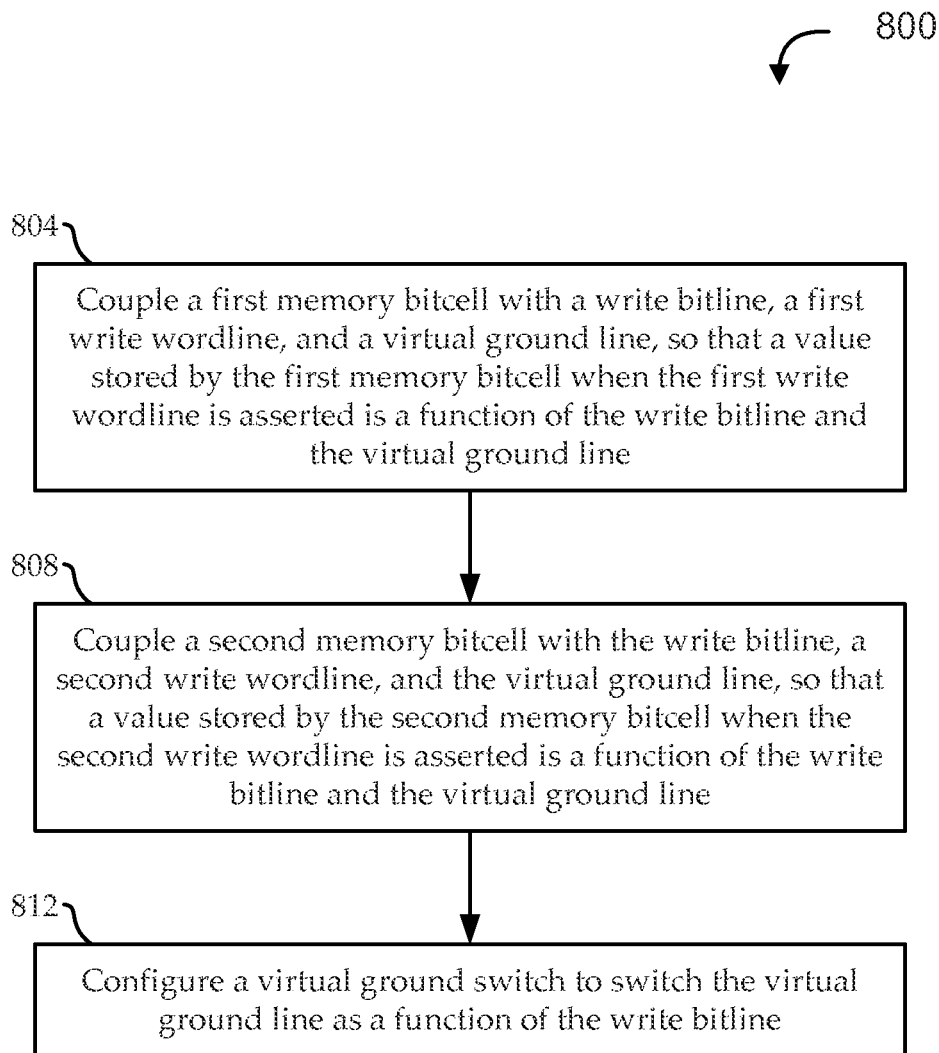 800
804
Couple a first memory bitcell with a write bitline, a first
write wordline, and a virtual ground line, so that a value
stored by the first memory bitcell when the first write
wordline is asserted is a function of the write bitline and
the virtual ground line
808
Couple a second memory bitcell with the write bitline, a
second write wordline, and the virtual ground line, so that
a value stored by the second memory bitcell when the
second write wordline is asserted is a function of the write
bitline and the virtual ground line
812
Configure a virtual ground switch to switch the virtual
ground line as a function of the write bitline